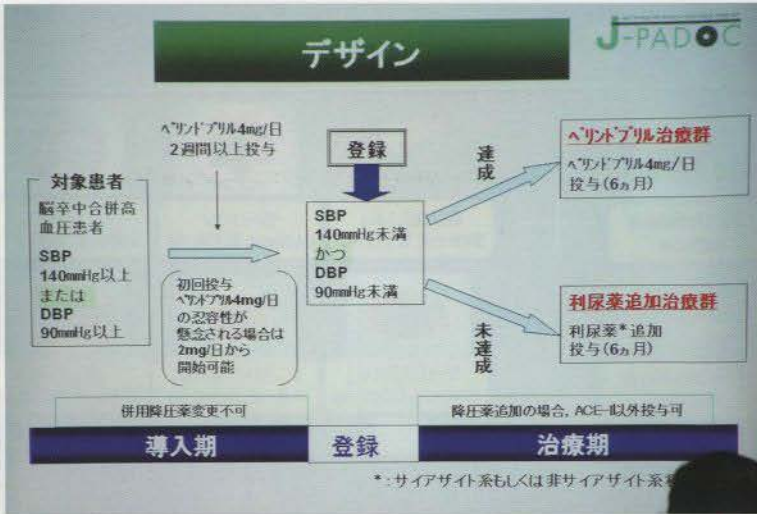 デザイン
J-PADOC
ペリンドプリル4mg/日
2週間以上投与
登録
達成
ペリンドプリル治療群
ペリンドプリル4mg/日
投与(6ヵ月)
対象患者
脳卒中合併高
血圧患者
SBP
140mmHg以上
または
DBP
90mmHg以上
SBP
140mmHg未満
かつ
DBP
90mmHg未満
初回投与
ペリンドプリル4mg/日
の忍容性が
懸念される場合は
2mg/日から
開始可能
未達成
利尿薬追加治療群
利尿薬*追加
投与(6ヵ月)
併用降圧薬変更不可
降圧薬追加の場合, ACE-I以外投与可
導入期
登録
治療期
*:サイアザイト系もしくは非サイアザイト系